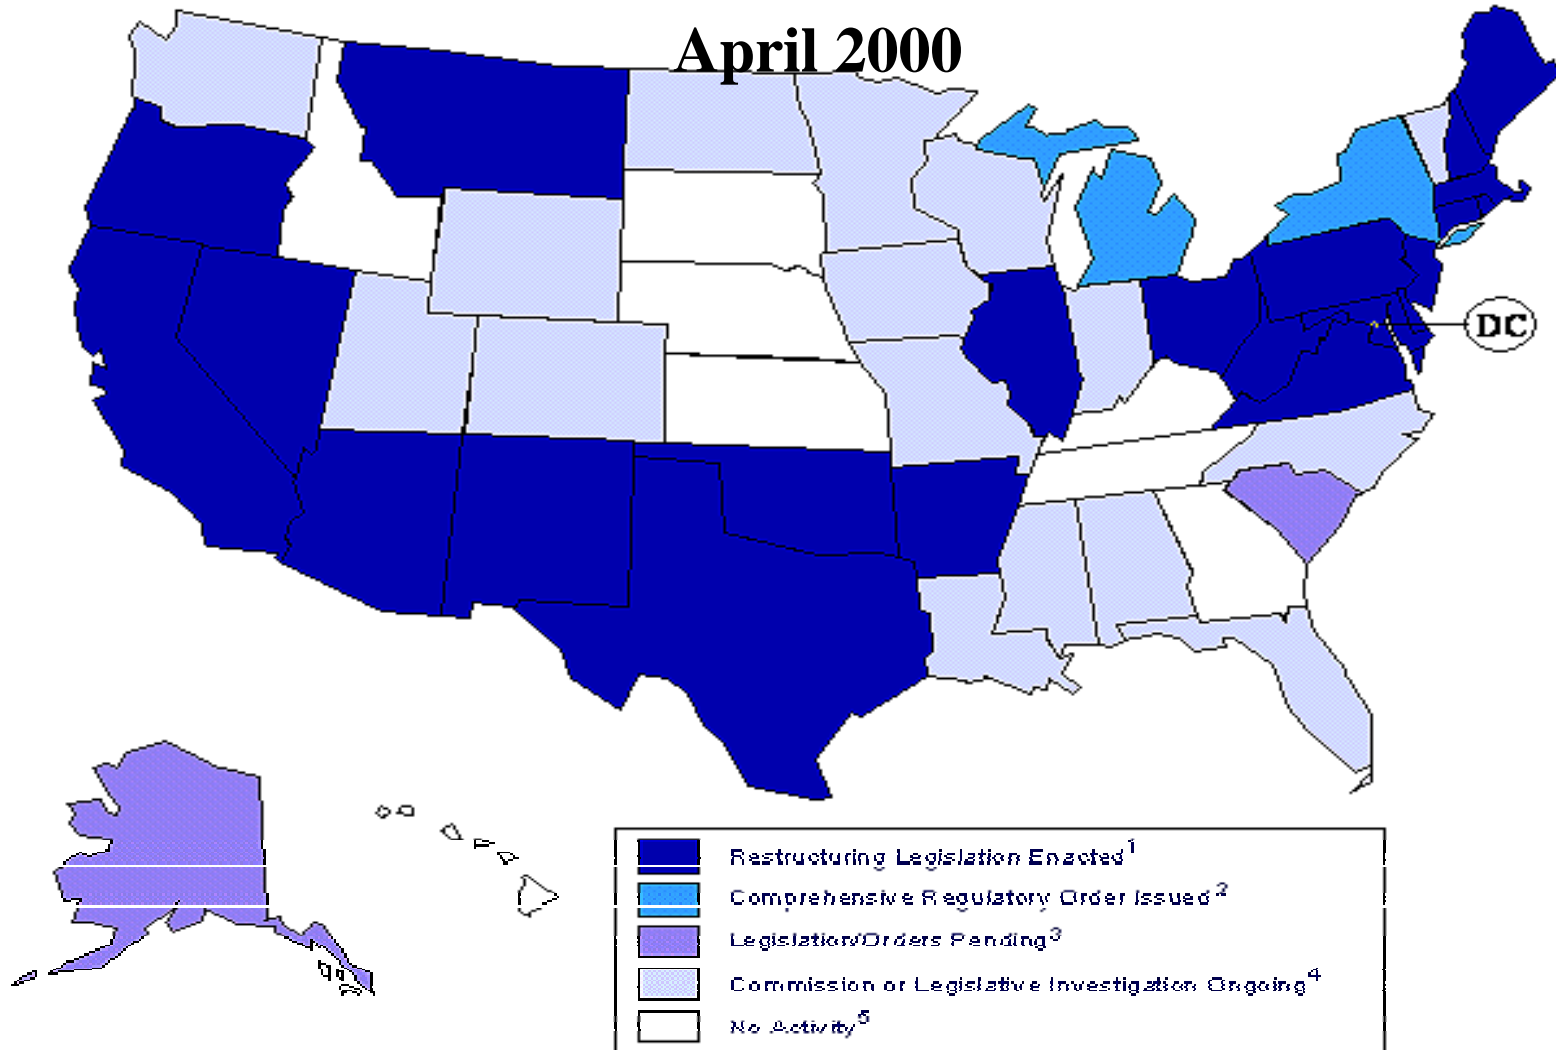 April 2000
DC
Restructuring Legislation Enacted1
Comprehensive Regulatory Order Issued2
Legislation/Orders Pending3
Commission or Legislative Investigation Ongoing4
No Activity5